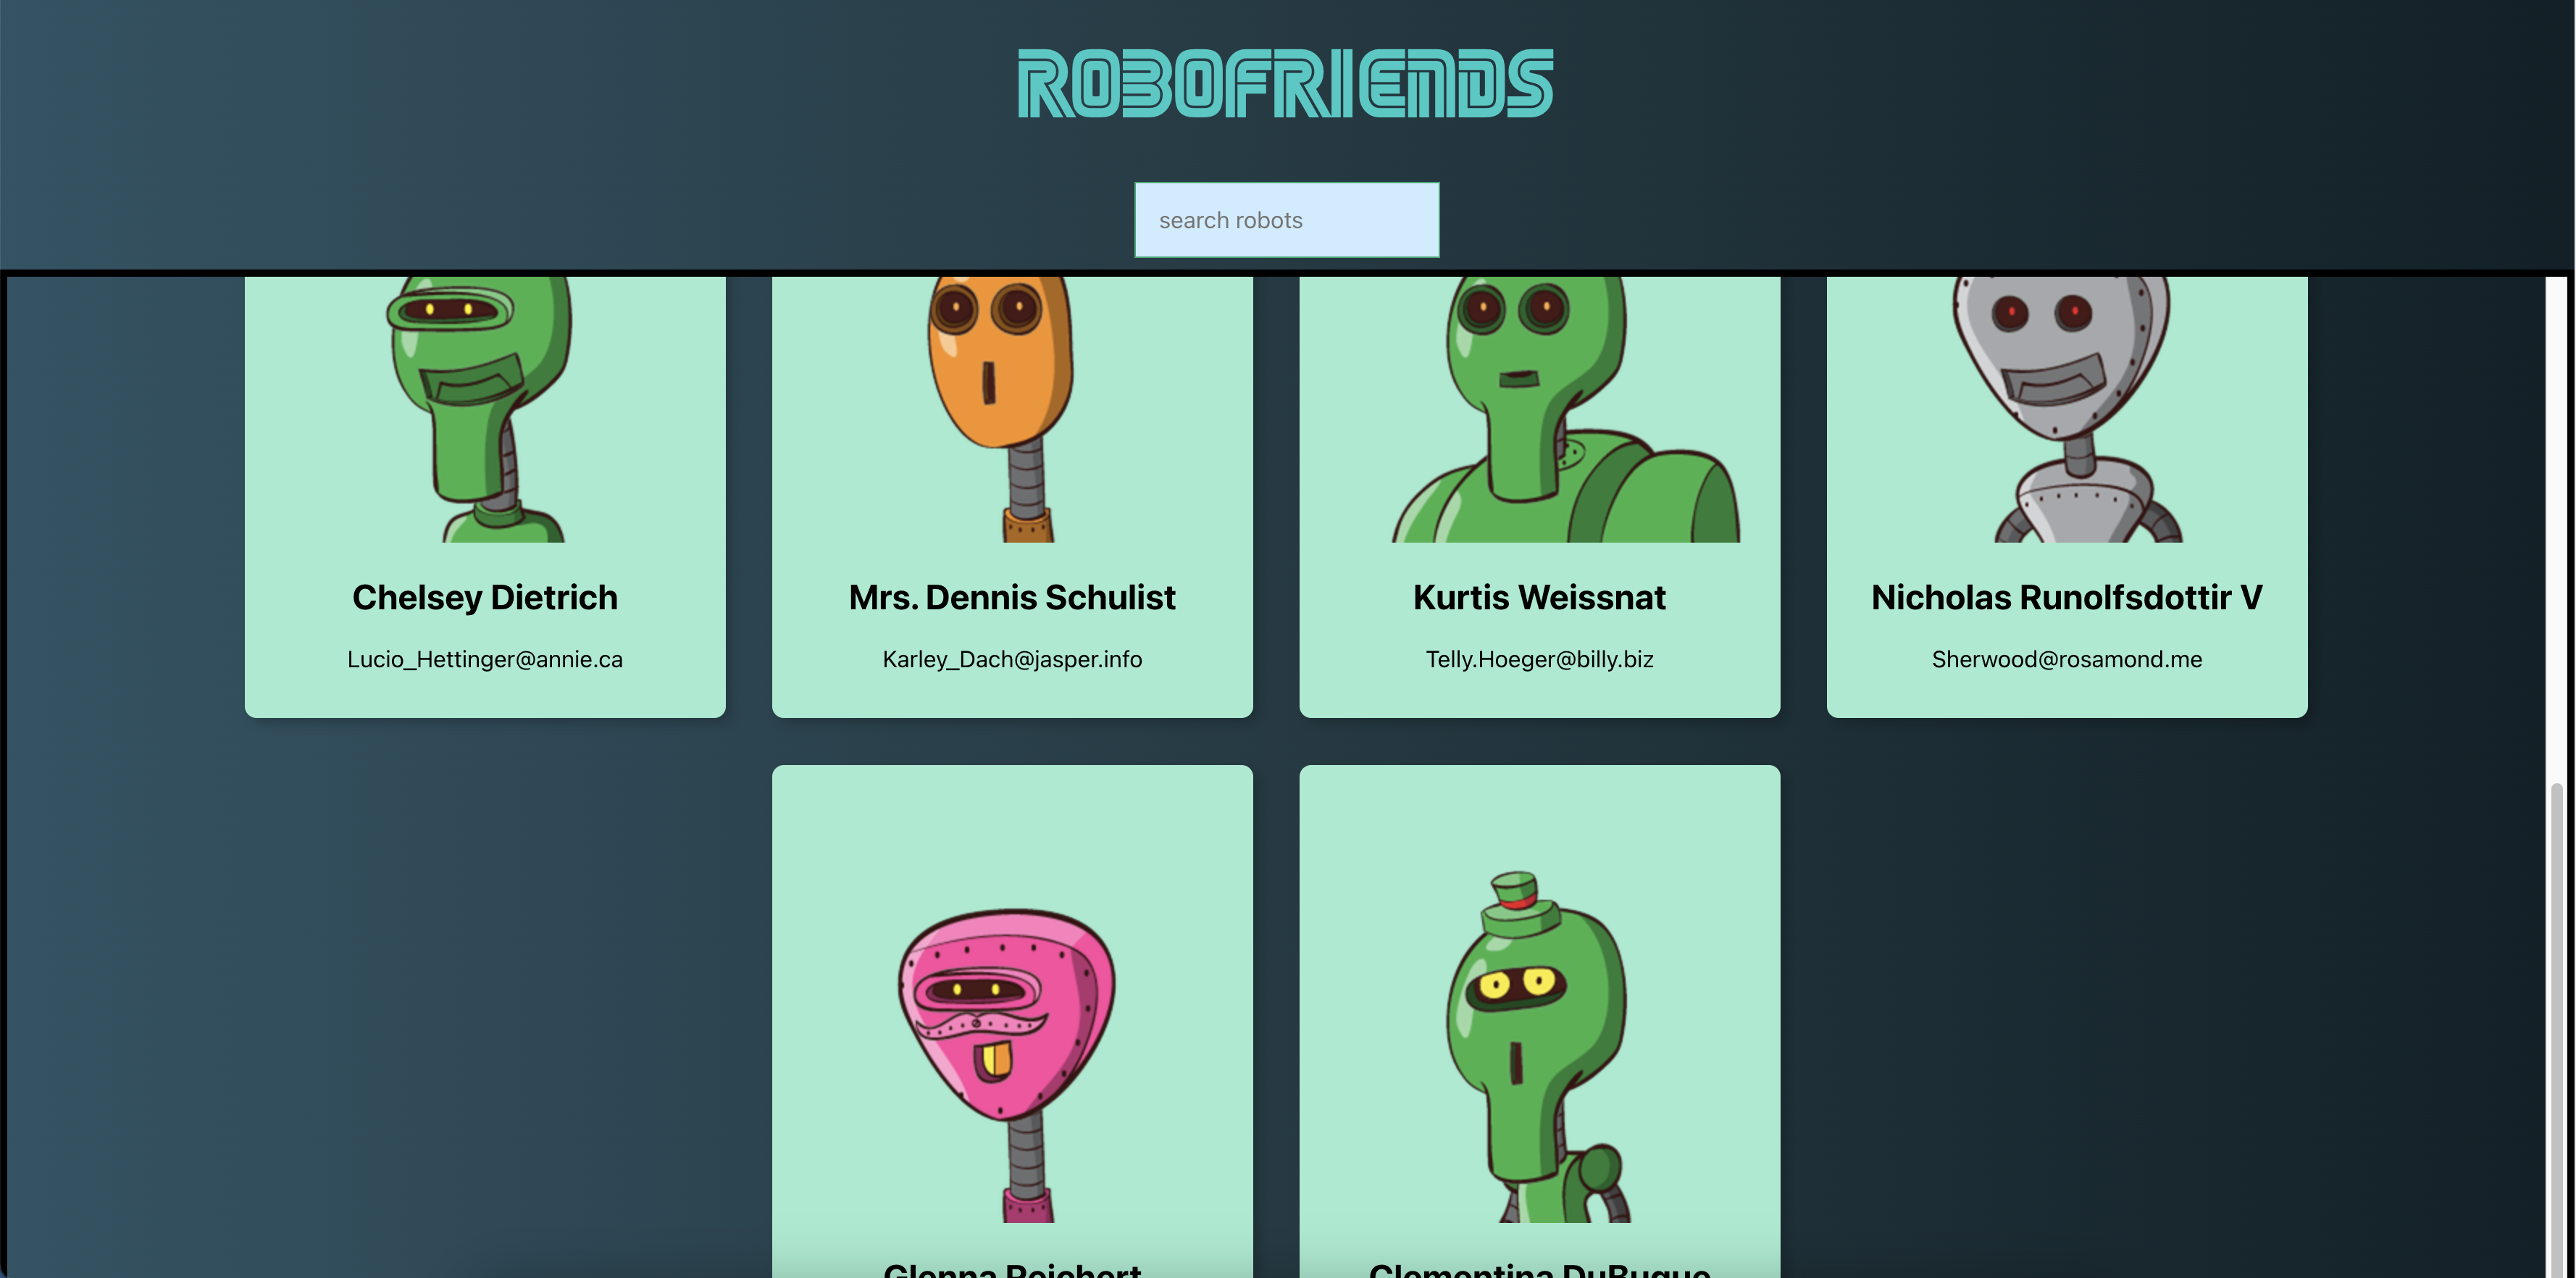 ROBOFRIENDS
search robots
Chelsey Dietrich
Lucio_Hettinger@annie.ca
Mrs. Dennis Schulist
Karley_Dach@jasper.info
Kurtis Weissnat
Telly.Hoeger@billy.biz
Nicholas Runolfsdottir V
Sherwood@rosamond.me
Glenna Reichert
Clementina DuBuque